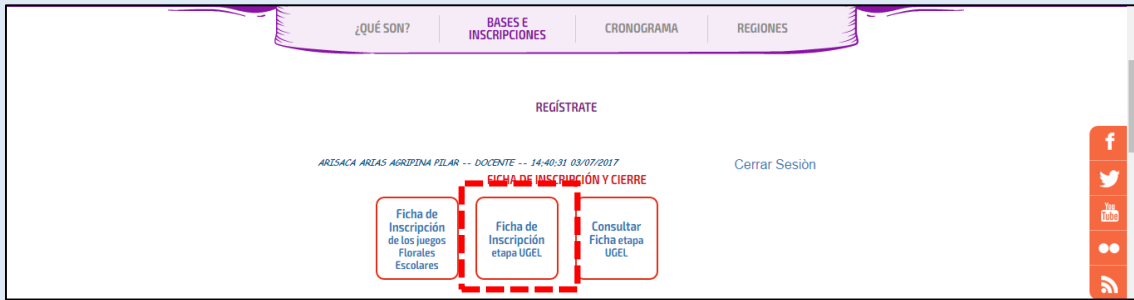 ¿QUÉ SON?
BASES E
INSCRIPCIONES
CRONOGRAMA
REGIONES
REGÍSTRATE
ARISACA ARIAS AGRIPINA PILAR -- DOCENTE -- 14:40:31 03/07/2017
Cerrar Sesiòn
FICHA DE INSCRIPCIÓN Y CIERRE
Ficha de
Inscripción
de los juegos
Florales
Escolares
Ficha de
Inscripción
etapa UGEL
Consultar
Ficha etapa
UGEL
You
Tube